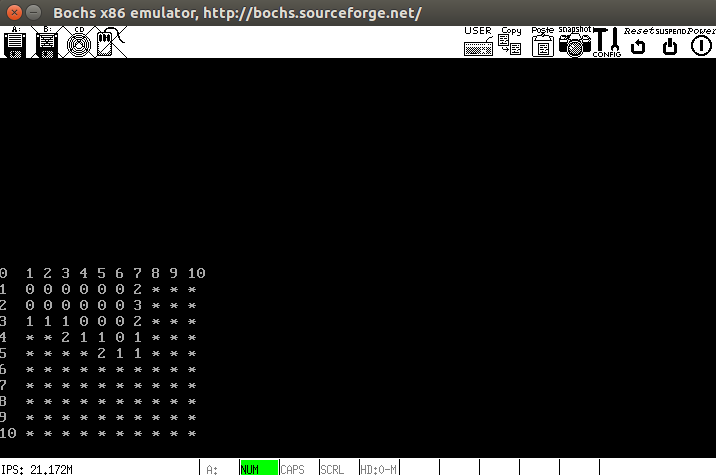 Bochs x86 emulator, http://bochs.sourceforge.net/
A: B: CD USER Copy Paste snapshot CONFIG Reset SUSPEND Power
0 1 2 3 4 5 6 7 8 9 10
1 0 0 0 0 0 0 2 * * *
2 0 0 0 0 0 0 3 * * *
3 1 1 1 0 0 0 2 * * *
4 * * 2 1 1 0 1 * * *
5 * * * * 2 1 1 * * *
6 * * * * * * * * * *
7 * * * * * * * * * *
8 * * * * * * * * * *
9 * * * * * * * * * *
10 * * * * * * * * * *
IPS: 21.172M A: NUM CAPS SCRL HD:0-M